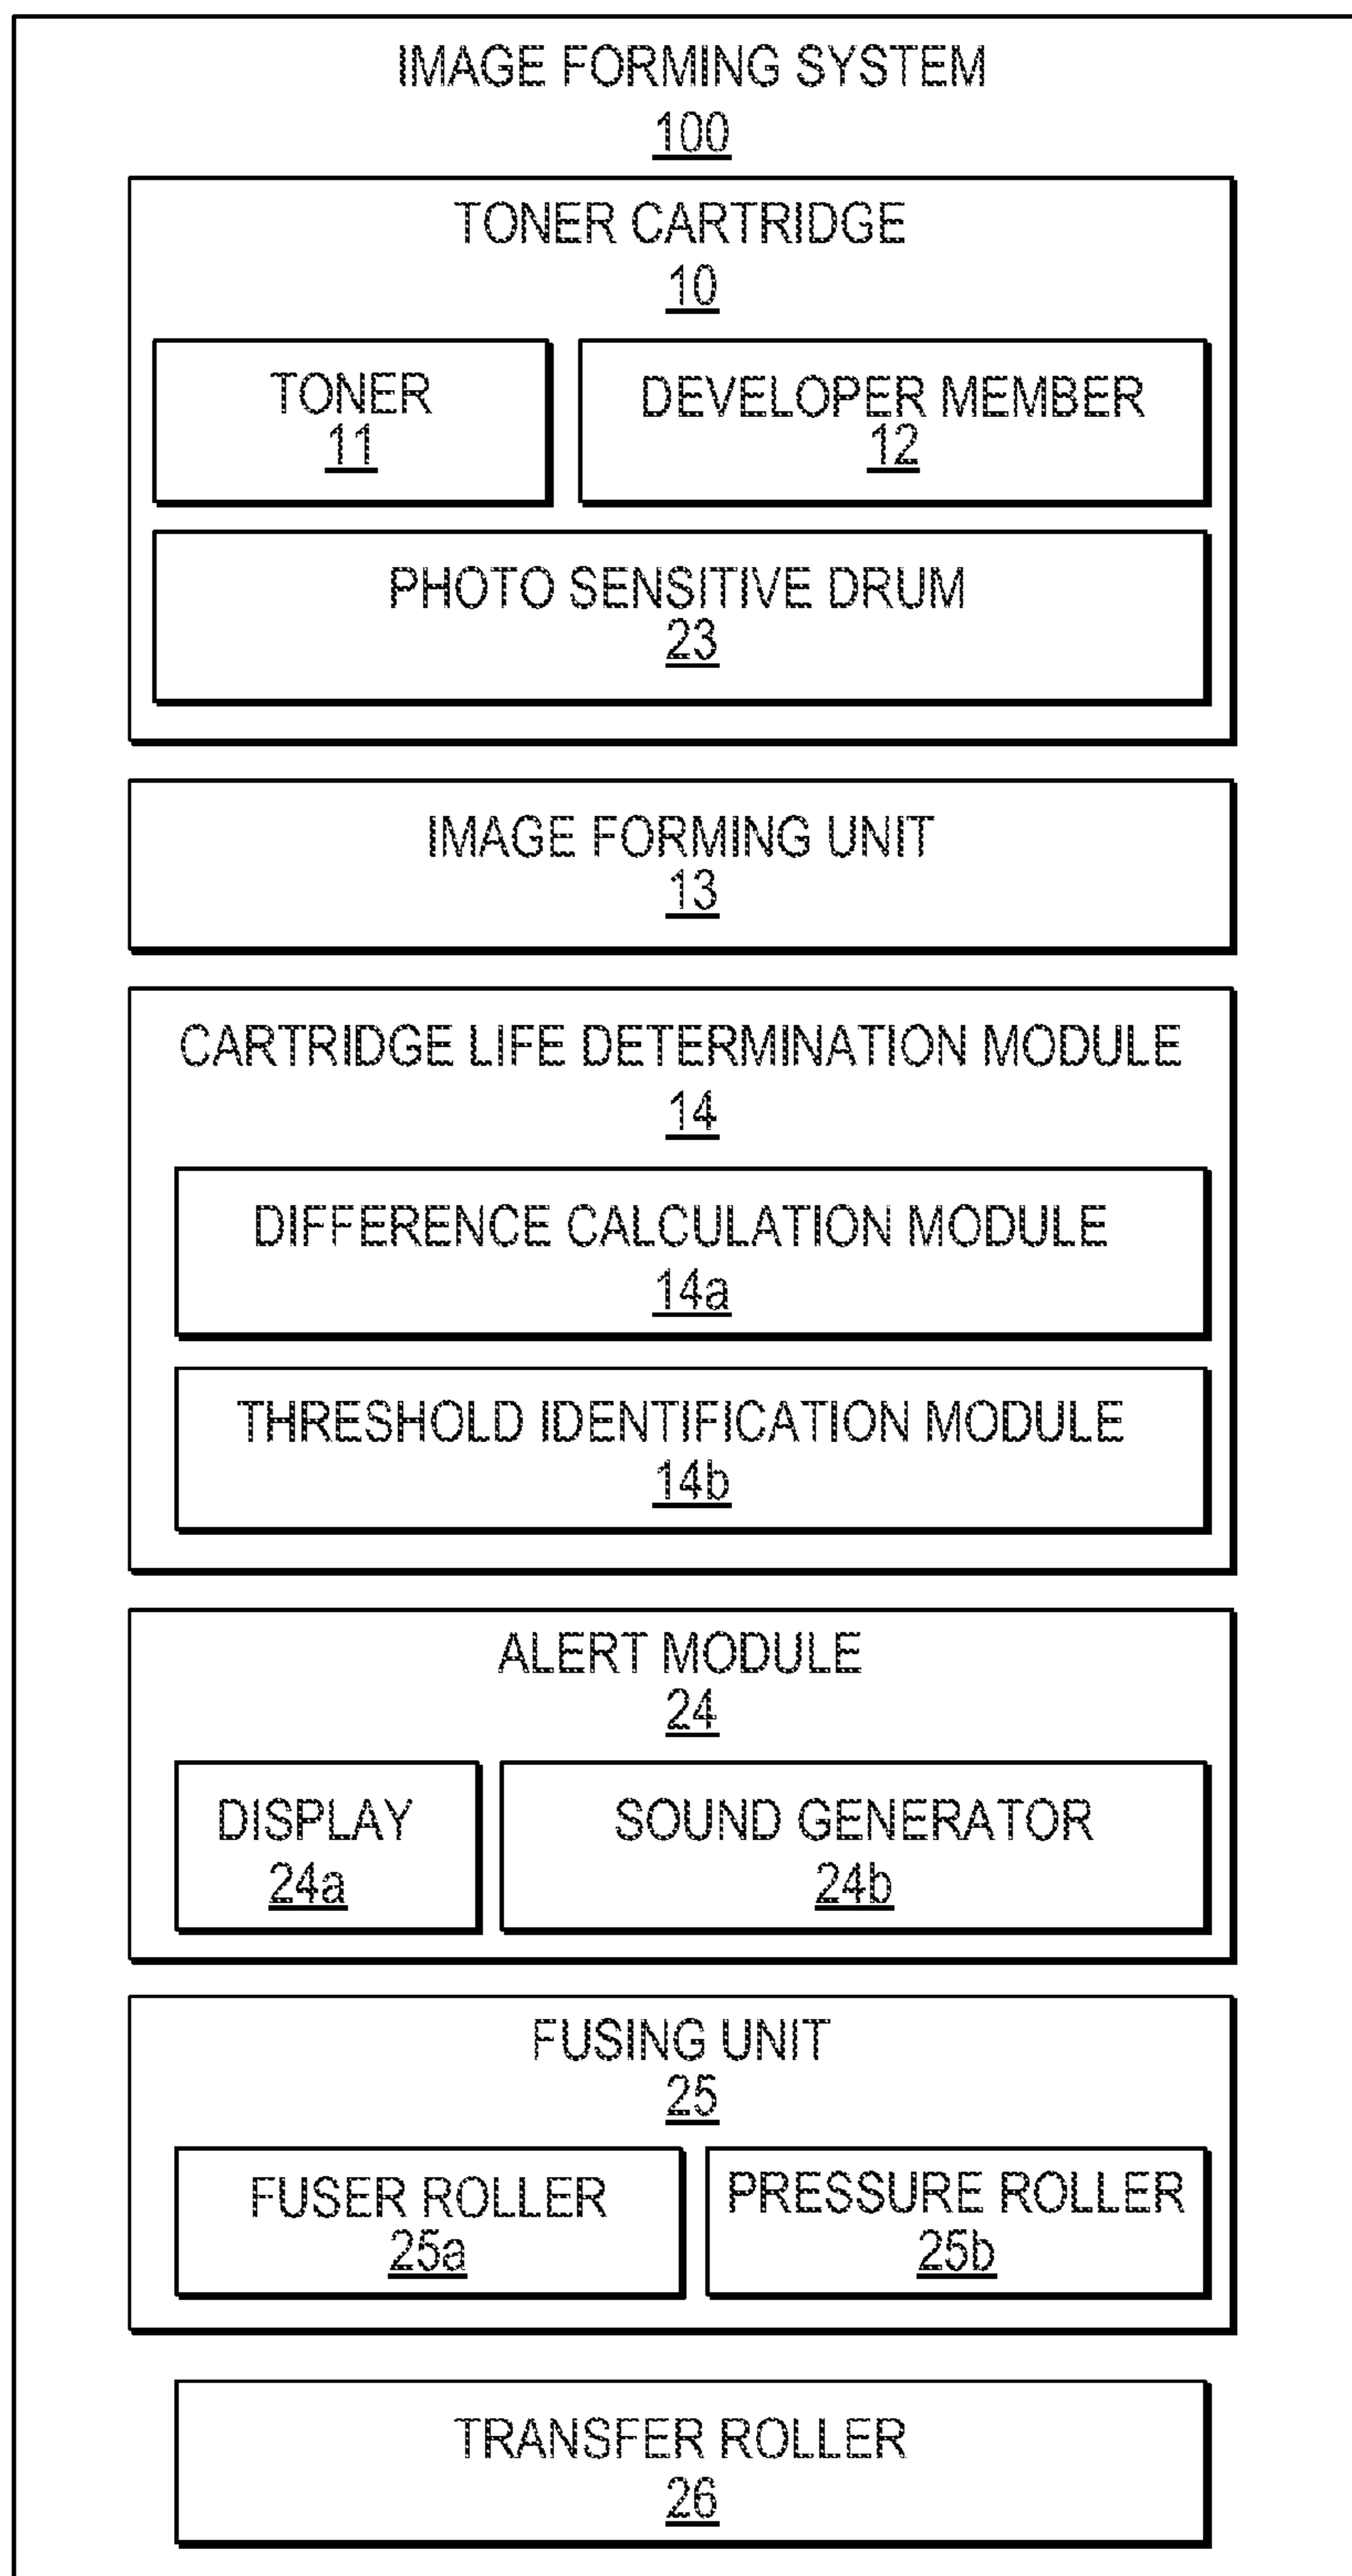 IMAGE FORMING SYSTEM
100
TONER CARTRIDGE
10
TONER
11
DEVELOPER MEMBER
12
PHOTO SENSITIVE DRUM
23
IMAGE FORMING UNIT
13
CARTRIDGE LIFE DETERMINATION MODULE
14
DIFFERENCE CALCULATION MODULE
14a
THRESHOLD IDENTIFICATION MODULE
14b
ALERT MODULE
24
DISPLAY
24a
SOUND GENERATOR
24b
FUSING UNIT
25
FUSER ROLLER
25a
PRESSURE ROLLER
25b
TRANSFER ROLLER
26